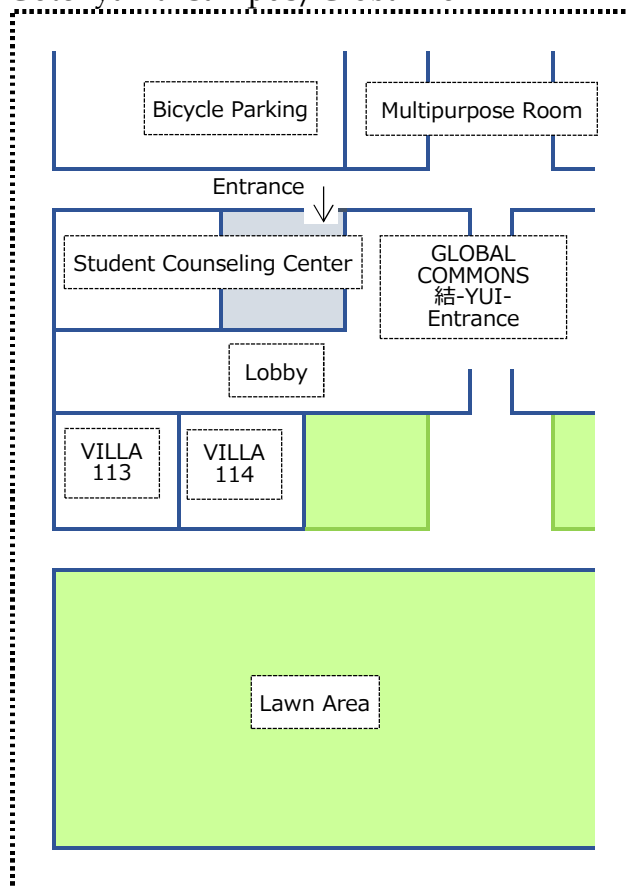 Bicycle Parking
Multipurpose Room
Entrance
Student Counseling Center
GLOBAL
COMMONS
結-YUI-
Entrance
Lobby
VILLA
113
VILLA
114
Lawn Area